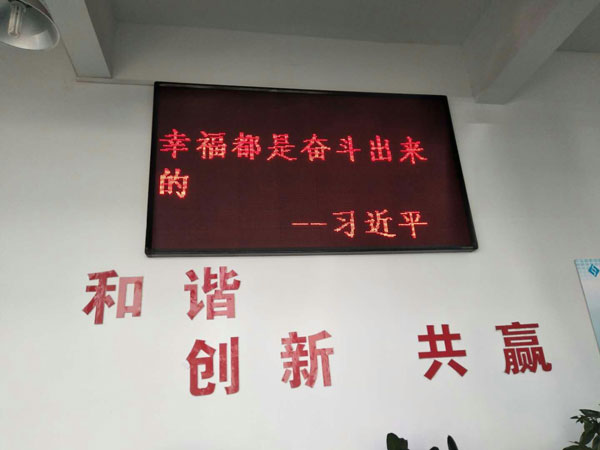 幸福都是奋斗出来
的
--习近平
和谐
创新 共赢